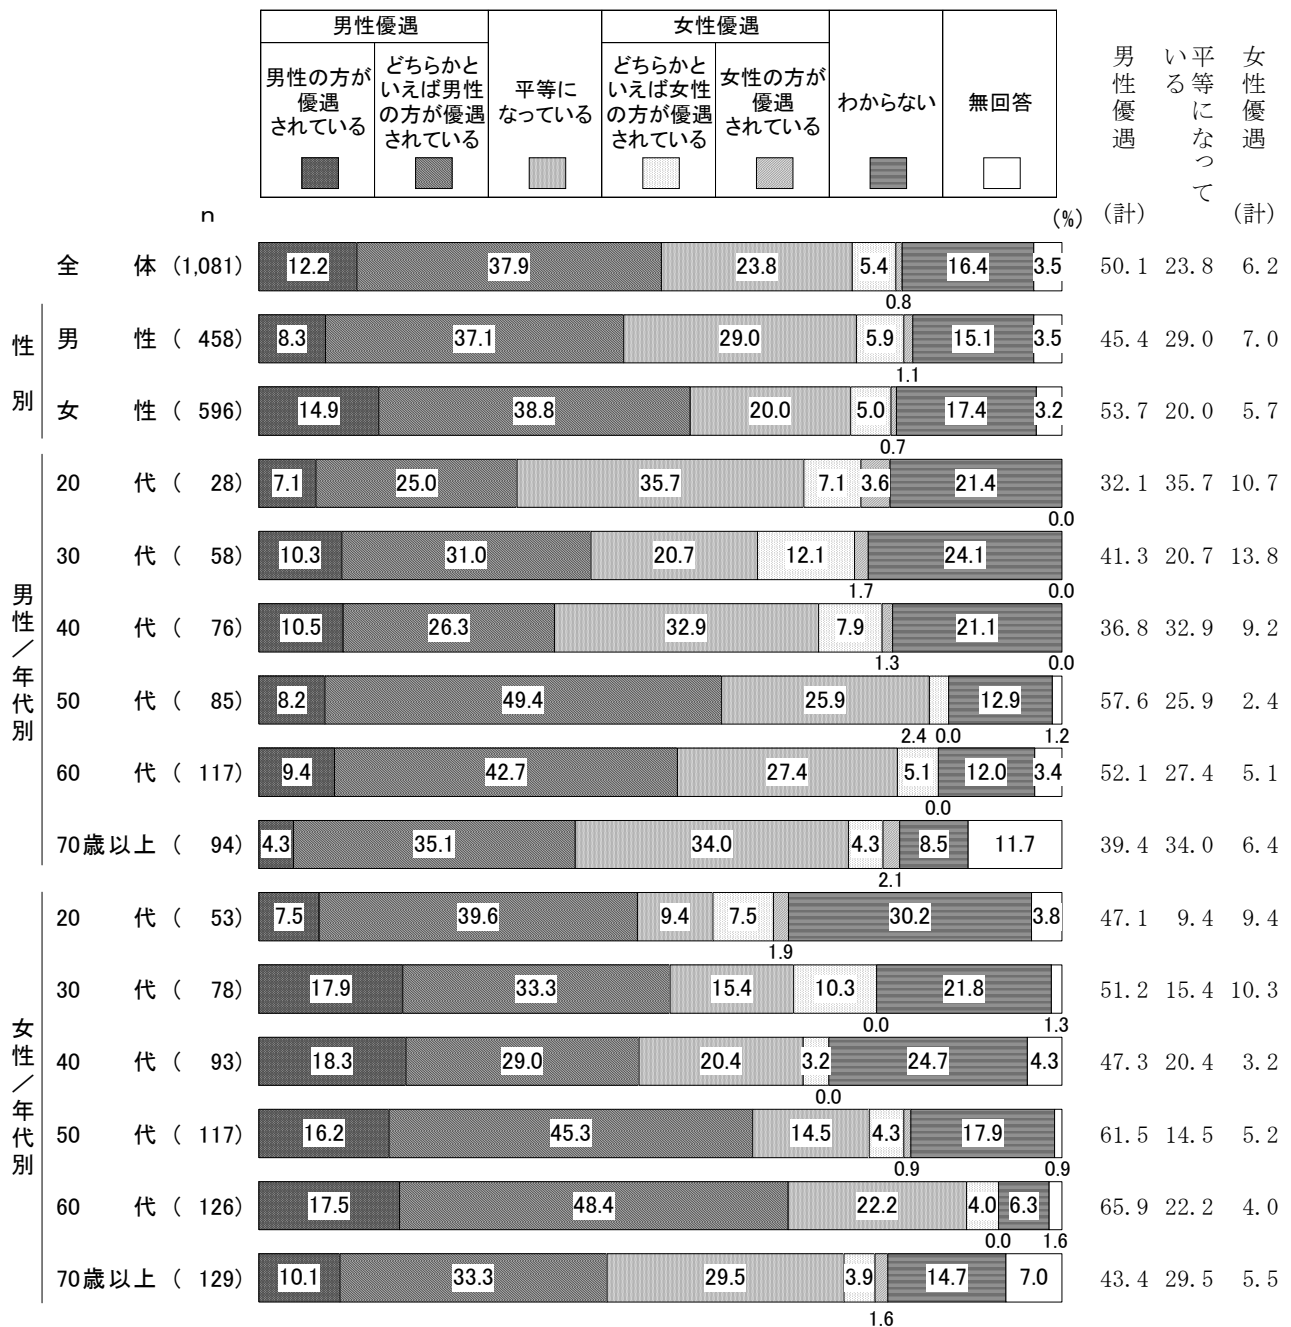 男性優遇
女性優遇
男性の方が
優遇
されている
どちらかと
いえば男性
の方が優遇
されている
平等に
なっている
どちらかと
いえば女性
の方が優遇
されている
女性の方が
優遇
されている
わからない
無回答
男性優遇
(計)
平等になって
いる
女性優遇
(計)
n
(%)
全体 (1,081) 12.2 37.9 23.8 5.4 16.4 3.5 50.1 23.8 6.2
0.8
性別
男性 ( 458) 8.3 37.1 29.0 5.9 15.1 3.5 45.4 29.0 7.0
1.1
女性 ( 596) 14.9 38.8 20.0 5.0 17.4 3.2 53.7 20.0 5.7
0.7
男性/年代別
20代 ( 28) 7.1 25.0 35.7 7.1 3.6 21.4 32.1 35.7 10.7
0.0
30代 ( 58) 10.3 31.0 20.7 12.1 24.1 41.3 20.7 13.8
1.7 0.0
40代 ( 76) 10.5 26.3 32.9 7.9 21.1 36.8 32.9 9.2
1.3 0.0
50代 ( 85) 8.2 49.4 25.9 12.9 57.6 25.9 2.4
2.4 0.0 1.2
60代 ( 117) 9.4 42.7 27.4 5.1 12.0 3.4 52.1 27.4 5.1
0.0
70歳以上 ( 94) 4.3 35.1 34.0 4.3 8.5 11.7 39.4 34.0 6.4
2.1
女性/年代別
20代 ( 53) 7.5 39.6 9.4 7.5 30.2 3.8 47.1 9.4 9.4
1.9
30代 ( 78) 17.9 33.3 15.4 10.3 21.8 51.2 15.4 10.3
0.0 1.3
40代 ( 93) 18.3 29.0 20.4 3.2 24.7 4.3 47.3 20.4 3.2
0.0
50代 ( 117) 16.2 45.3 14.5 4.3 17.9 61.5 14.5 5.2
0.9 0.9
60代 ( 126) 17.5 48.4 22.2 4.0 6.3 65.9 22.2 4.0
0.0 1.6
70歳以上 ( 129) 10.1 33.3 29.5 3.9 14.7 7.0 43.4 29.5 5.5
1.6